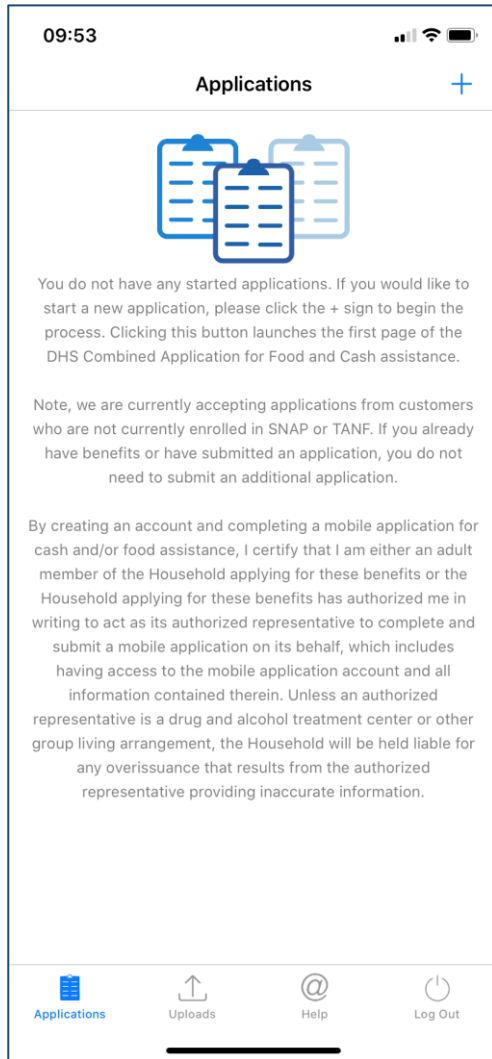 09:53
Applications
+
You do not have any started applications. If you would like to
start a new application, please click the + sign to begin the
process. Clicking this button launches the first page of the
DHS Combined Application for Food and Cash assistance.
Note, we are currently accepting applications from customers
who are not currently enrolled in SNAP or TANF. If you already
have benefits or have submitted an application, you do not
need to submit an additional application.
By creating an account and completing a mobile application for
cash and/or food assistance, I certify that I am either an adult
member of the Household applying for these benefits or the
Household applying for these benefits has authorized me in
writing to act as its authorized representative to complete and
submit a mobile application on its behalf, which includes
having access to the mobile application account and all
information contained therein. Unless an authorized
representative is a drug and alcohol treatment center or other
group living arrangement, the Household will be held liable for
any overissuance that results from the authorized
representative providing inaccurate information.
Applications Uploads Help Log Out